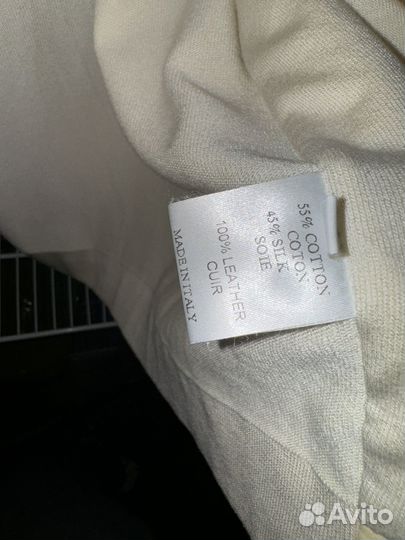 55% COTTON
COTON
45% SILK
SOIE
100% LEATHER
CUIR
MADE IN ITALY
Avito